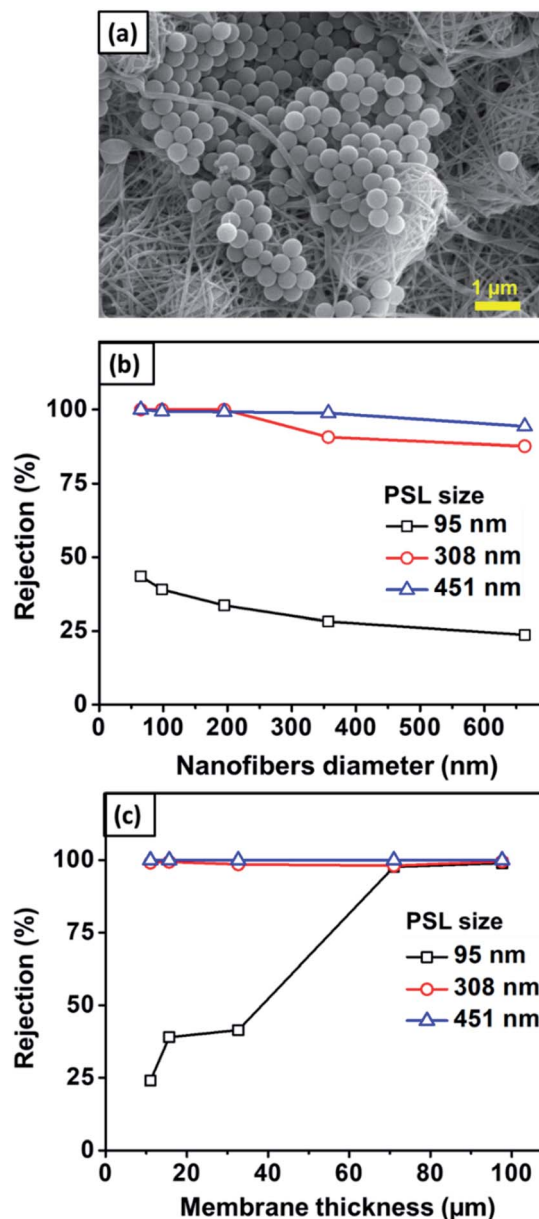 (a)
1 µm
(b)
100
75
50
25
0
Rejection (%)
PSL size
95 nm
308 nm
451 nm
0 100 200 300 400 500 600
Nanofibers diameter (nm)
(c)
100
75
50
25
0
Rejection (%)
PSL size
95 nm
308 nm
451 nm
0 20 40 60 80 100
Membrane thickness (µm)